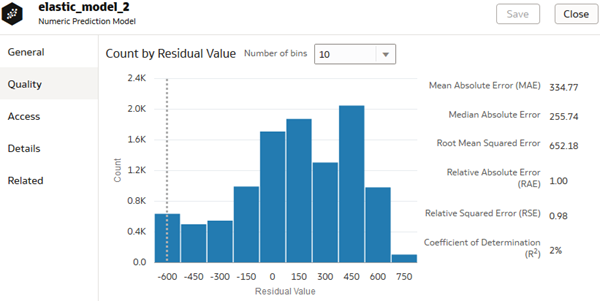 elastic_model_2
Numeric Prediction Model
Save
Close
General
Quality
Access
Details
Related
Count by Residual Value
Number of bins
10
2.4K
2.0K
1.6K
1.2K
0.8K
0.4K
0.0
Count
-600
-450
-300
-150
0
150
300
450
600
750
Residual Value
Mean Absolute Error (MAE) 334.77
Median Absolute Error 255.74
Root Mean Squared Error 652.18
Relative Absolute Error
(RAE) 1.00
Relative Squared Error (RSE) 0.98
Coefficient of Determination
(R²) 2%